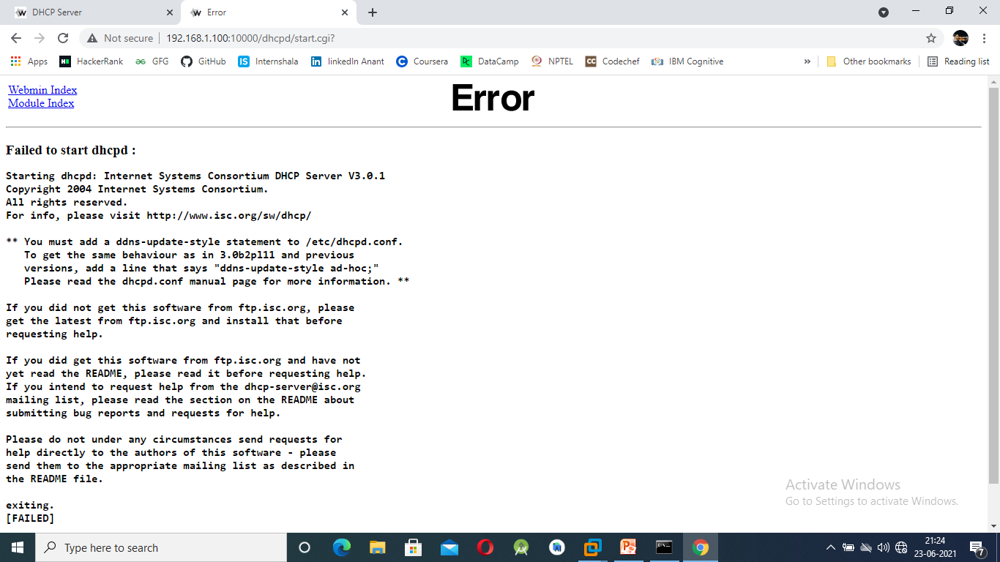 DHCP Server
Error
Not secure
192.168.1.100:10000/dhcpd/start.cgi?
Apps
HackerRank
GFG
GitHub
IS Internshala
in linkedIn Anant
Coursera
DataCamp
NPTEL
CC Codechef
IBM Cognitive
»
Other bookmarks
Reading list
Webmin Index
Module Index
Error
Failed to start dhcpd :
Starting dhcpd: Internet Systems Consortium DHCP Server V3.0.1
Copyright 2004 Internet Systems Consortium.
All rights reserved.
For info, please visit http://www.isc.org/sw/dhcp/
** You must add a ddns-update-style statement to /etc/dhcpd.conf.
To get the same behaviour as in 3.0b2pl11 and previous
versions, add a line that says "ddns-update-style ad-hoc;"
Please read the dhcpd.conf manual page for more information. **
If you did not get this software from ftp.isc.org, please
get the latest from ftp.isc.org and install that before
requesting help.
If you did get this software from ftp.isc.org and have not
yet read the README, please read it before requesting help.
If you intend to request help from the dhcp-server@isc.org
mailing list, please read the section on the README about
submitting bug reports and requests for help.
Please do not under any circumstances send requests for
help directly to the authors of this software - please
send them to the appropriate mailing list as described in
the README file.
exiting.
[FAILED]
Activate Windows
Go to Settings to activate Windows.
Type here to search
21:24
23-06-2021
7